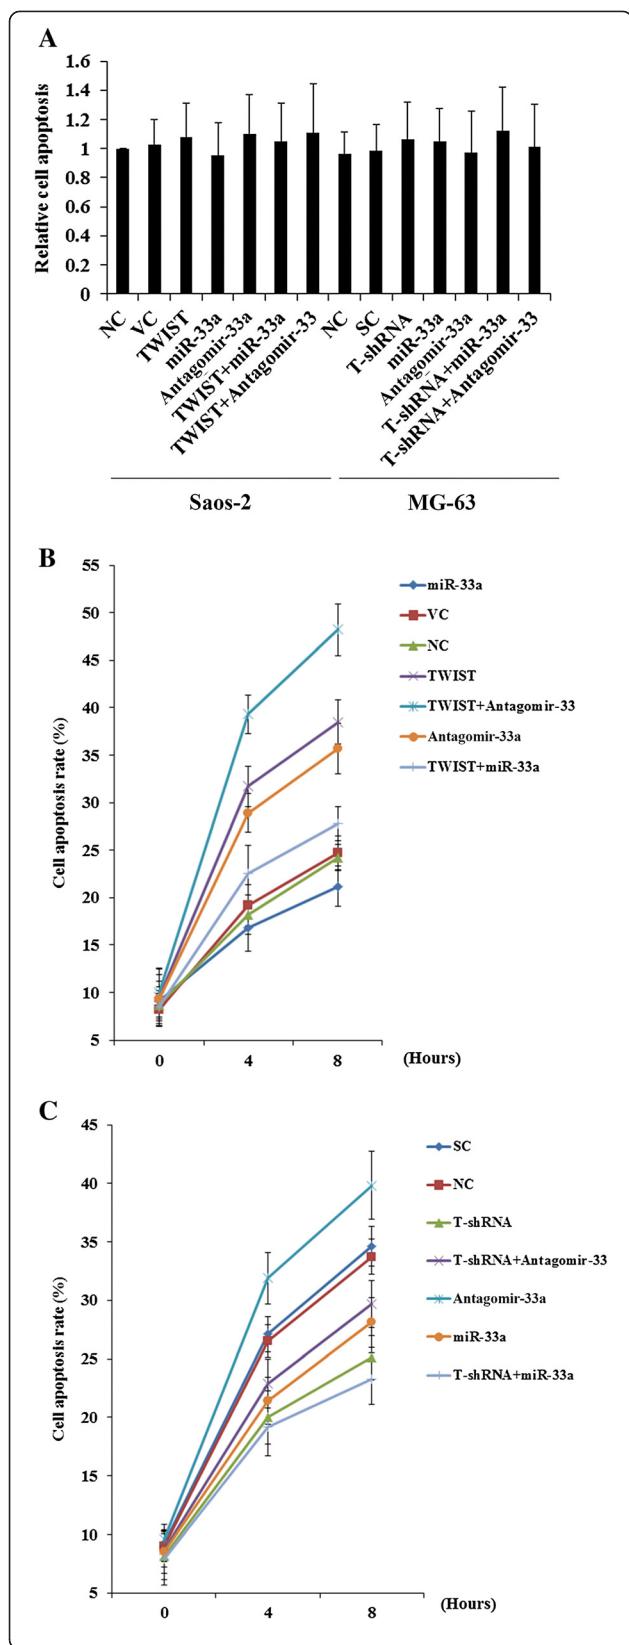 A
Relative cell apoptosis
1.6
1.4
1.2
1
0.8
0.6
0.4
0.2
0
NC
VC
TWIST
miR-33a
Antagomir-33a
TWIST+miR-33a
TWIST+Antagomir-33
NC
SC
T-shRNA
miR-33a
Antagomir-33a
T-shRNA+miR-33a
T-shRNA+Antagomir-33
Saos-2
MG-63
B
Cell apoptosis rate (%)
55
50
45
40
35
30
25
20
15
10
5
0
4
8
(Hours)
miR-33a
VC
NC
TWIST
TWIST+Antagomir-33
Antagomir-33a
TWIST+miR-33a
C
Cell apoptosis rate (%)
45
40
35
30
25
20
15
10
5
0
4
8
(Hours)
SC
NC
T-shRNA
T-shRNA+Antagomir-33
Antagomir-33a
miR-33a
T-shRNA+miR-33a